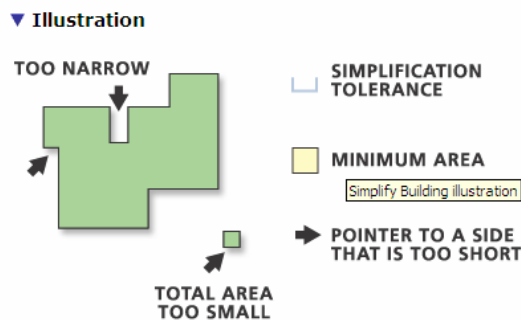 Illustration
TOO NARROW
SIMPLIFICATION
TOLERANCE
MINIMUM AREA
Simplify Building illustration
POINTER TO A SIDE
THAT IS TOO SHORT
TOTAL AREA
TOO SMALL